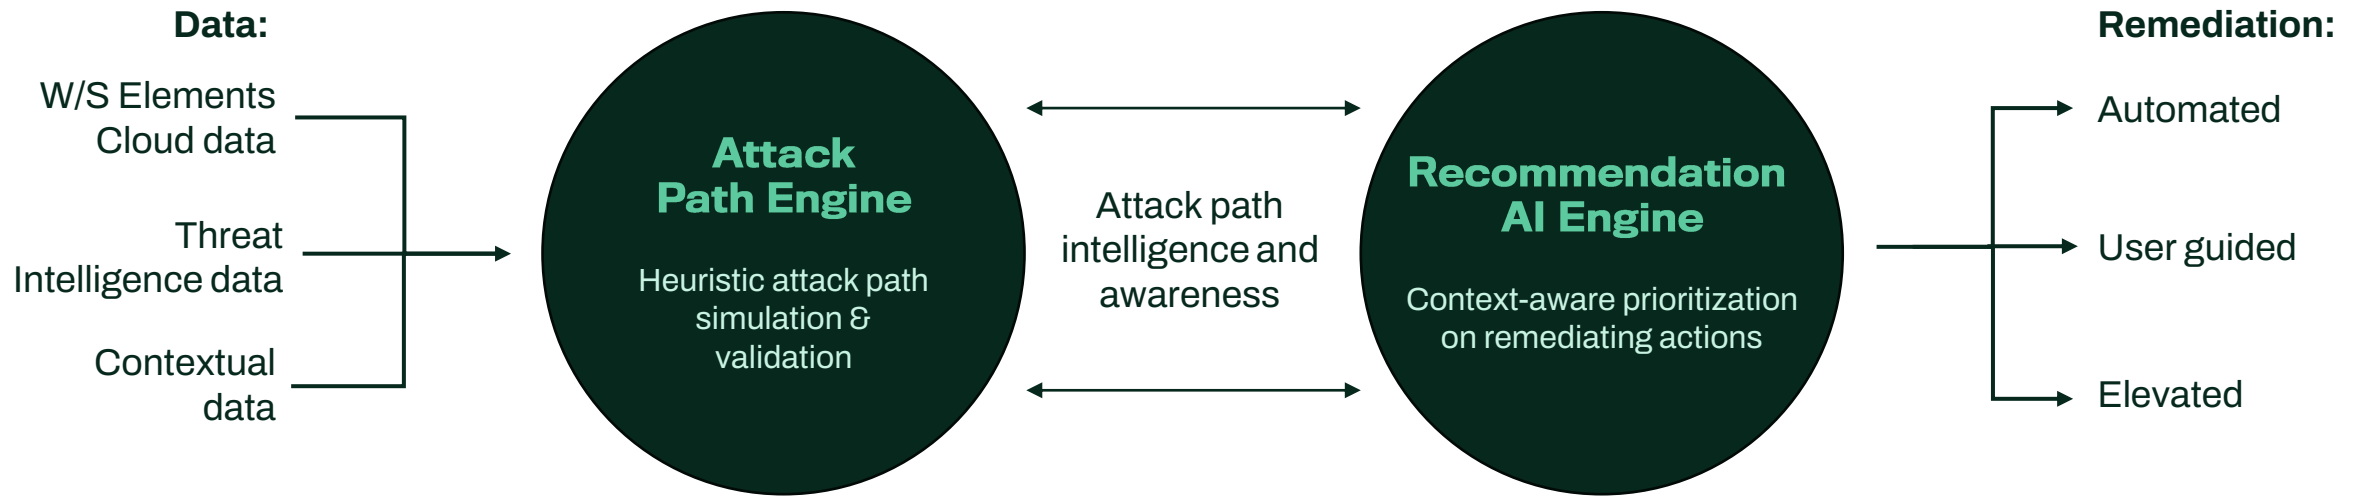 Data:
W/S Elements
Cloud data
Threat
Intelligence data
Contextual
data
Attack
Path Engine
Heuristic attack path
simulation &
validation
Attack path
intelligence and
awareness
Recommendation
AI Engine
Context-aware prioritization
on remediating actions
Remediation:
Automated
User guided
Elevated